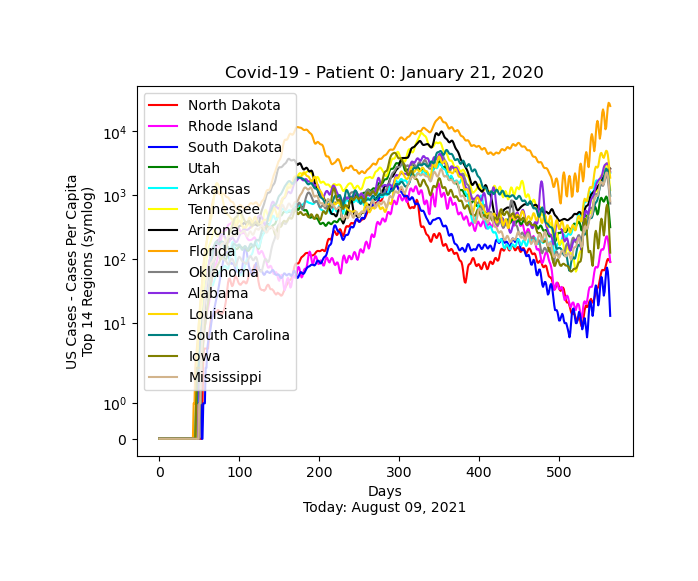 Covid-19 - Patient 0: January 21, 2020
US Cases - Cases Per Capita
Top 14 Regions (symlog)
10^4
10^3
10^2
10^1
10^0
0
North Dakota
Rhode Island
South Dakota
Utah
Arkansas
Tennessee
Arizona
Florida
Oklahoma
Alabama
Louisiana
South Carolina
Iowa
Mississippi
0 100 200 300 400 500
Days
Today: August 09, 2021